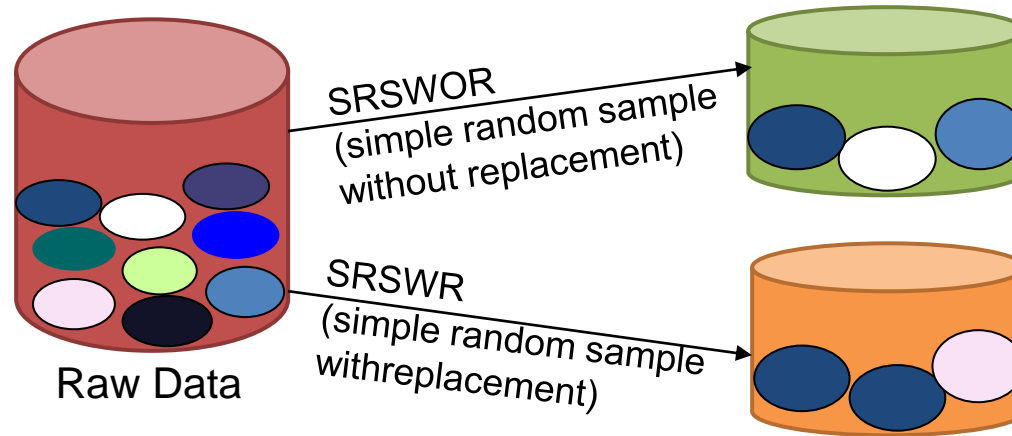 SRSWOR
(simple random sample
without replacement)
SRSWR
(simple random sample
withreplacement)
Raw Data